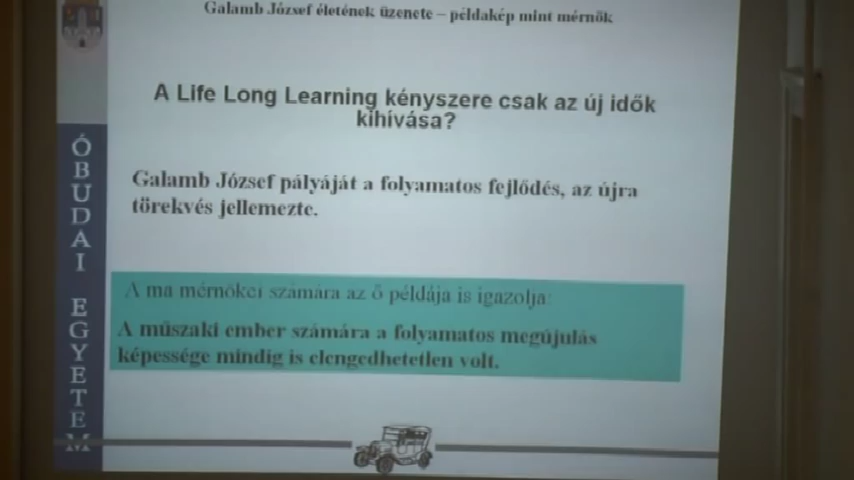 Galamb József életének üzenete – példakép mint mérnök
A Life Long Learning kényszere csak az új idők
kihívása?
Galamb József pályáját a folyamatos fejlődés, az újra
törekvés jellemezte.
A ma mérnökei számára az ő példája is igazolja:
A műszaki ember számára a folyamatos megújulás
képessége mindig is elengedhetetlen volt.
ÓBUDAI EGYETEM